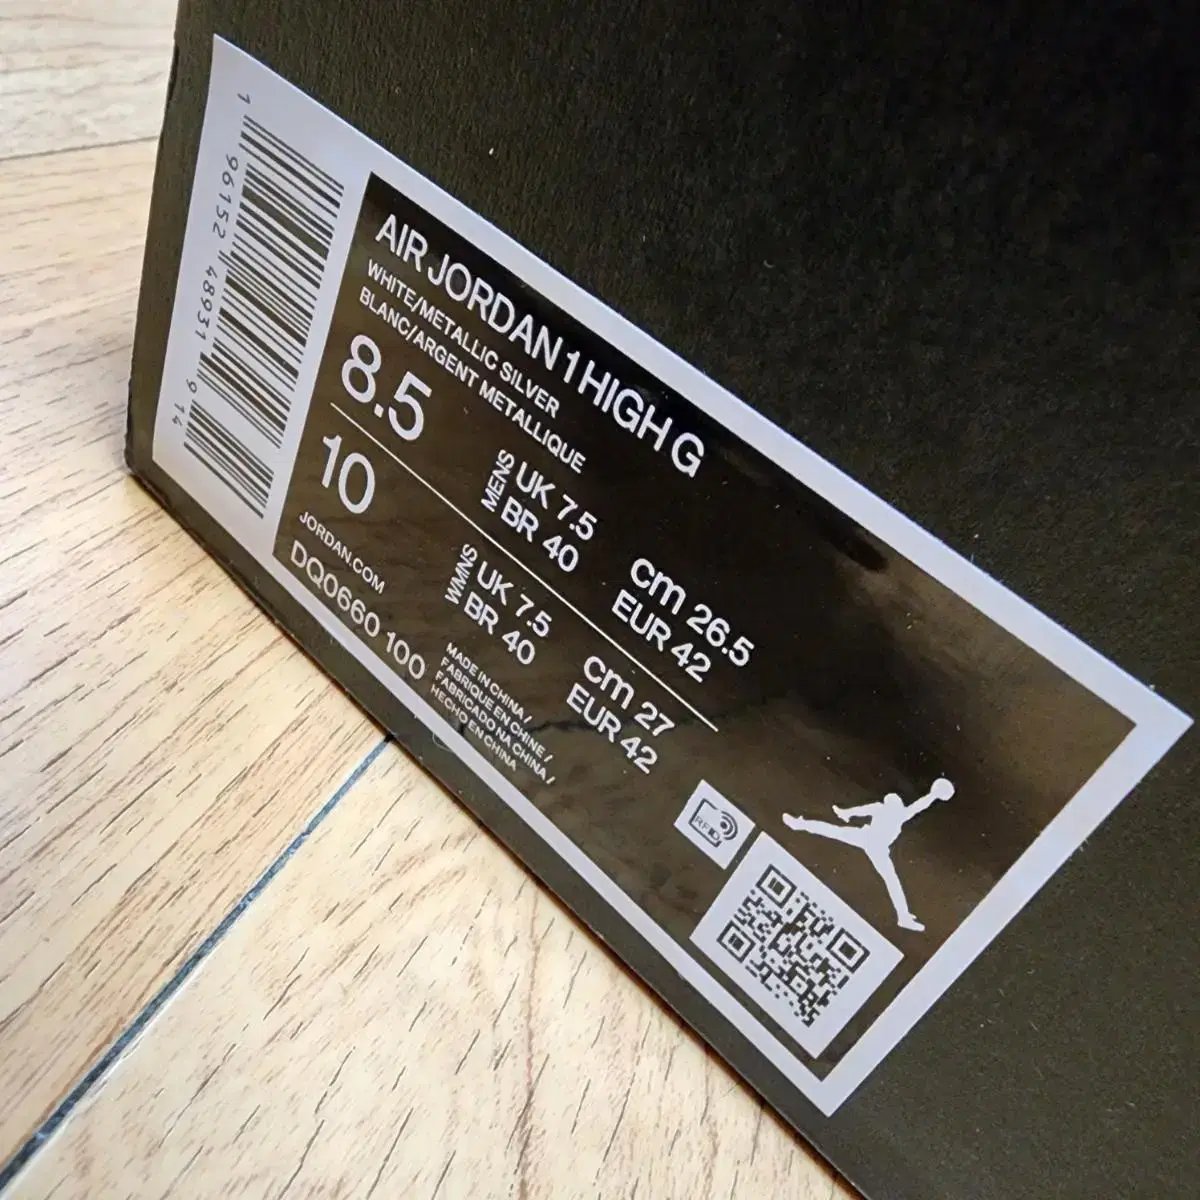 1 96152 48931 9 14
AIR JORDAN 1 HIGH G
WHITE/METALLIC SILVER
BLANC/ARGENT METALLIQUE
8.5
MENS
UK 7.5
BR 40
cm 26.5
EUR 42
10
WMNS
UK 7.5
BR 40
cm 27
EUR 42
JORDAN.COM
DQ0660 100
MADE IN CHINA /
FABRIQUE EN CHINE /
FABRICADO NA CHINA /
HECHO EN CHINA
RFID